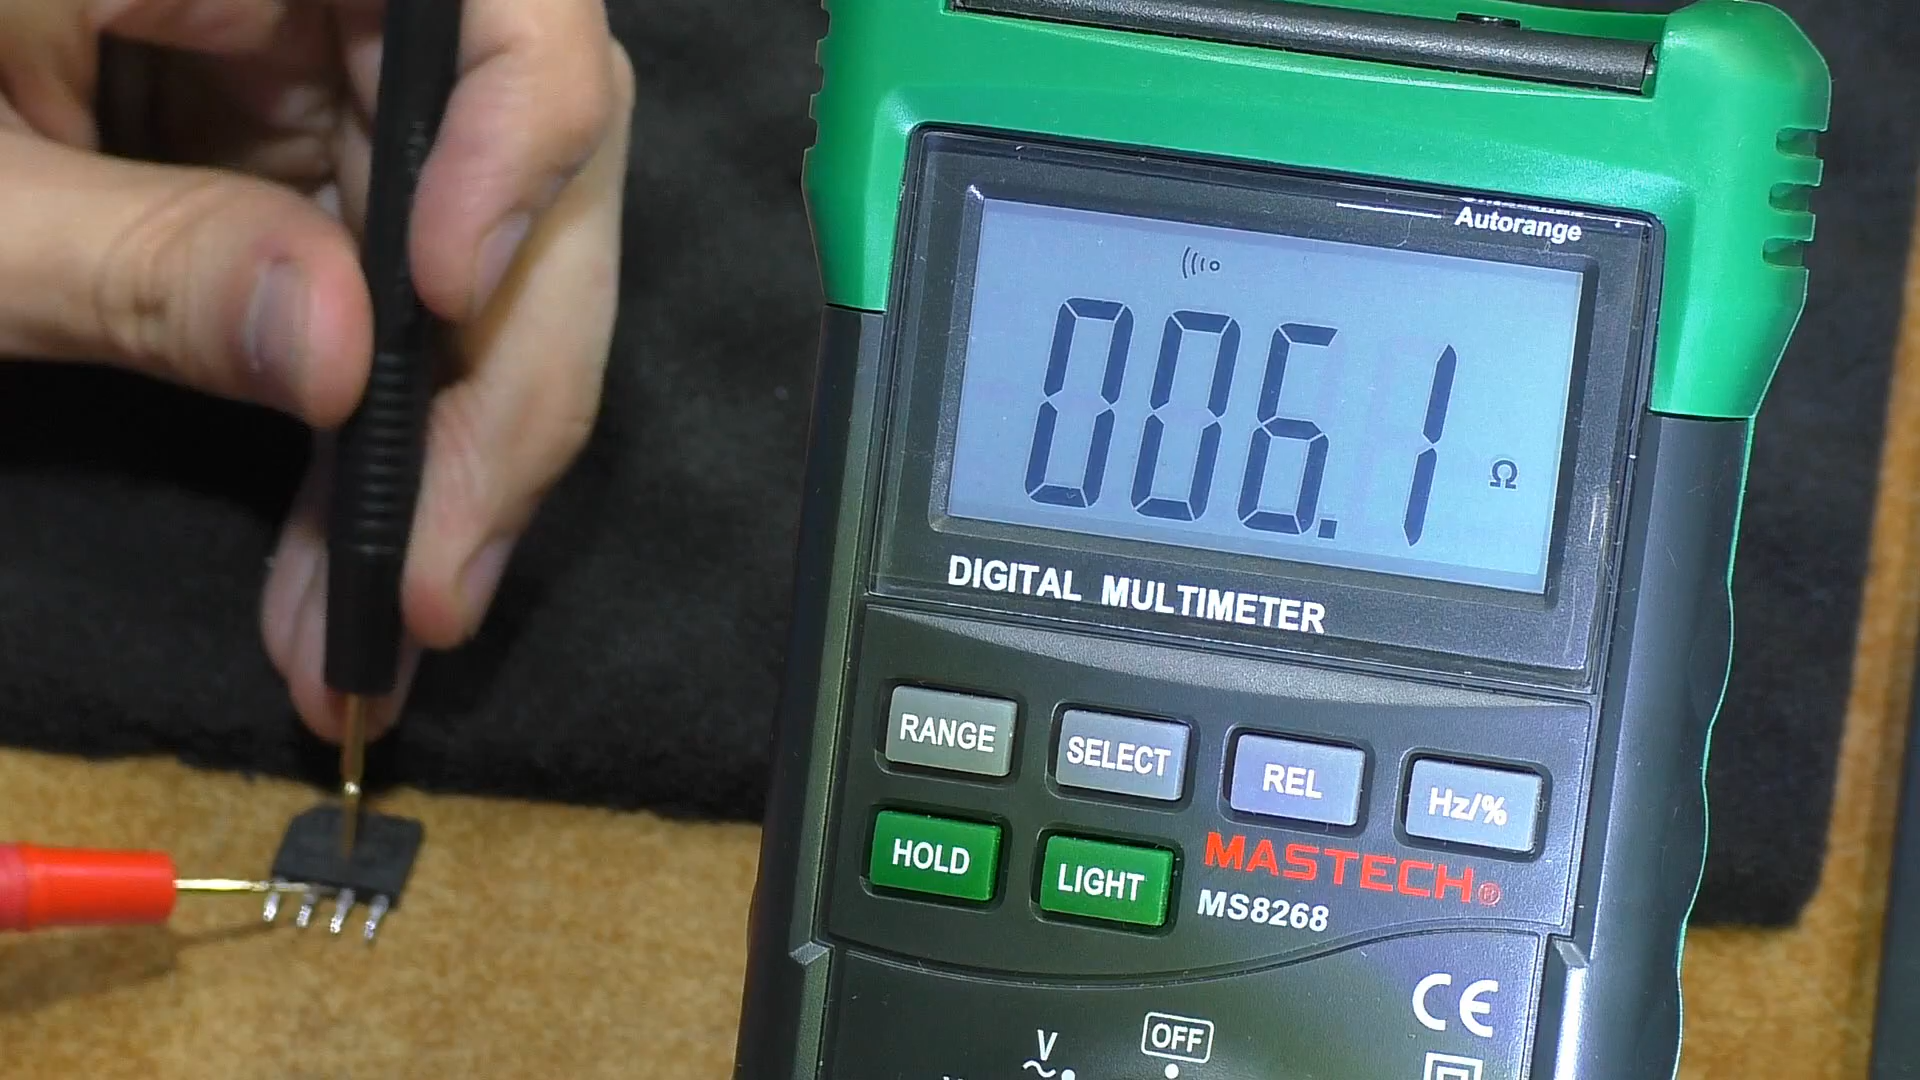 Autorange
006.1 Ω
DIGITAL MULTIMETER
RANGE
SELECT
REL
Hz/%
HOLD
LIGHT
MASTECH®
MS8268
CE
V
OFF